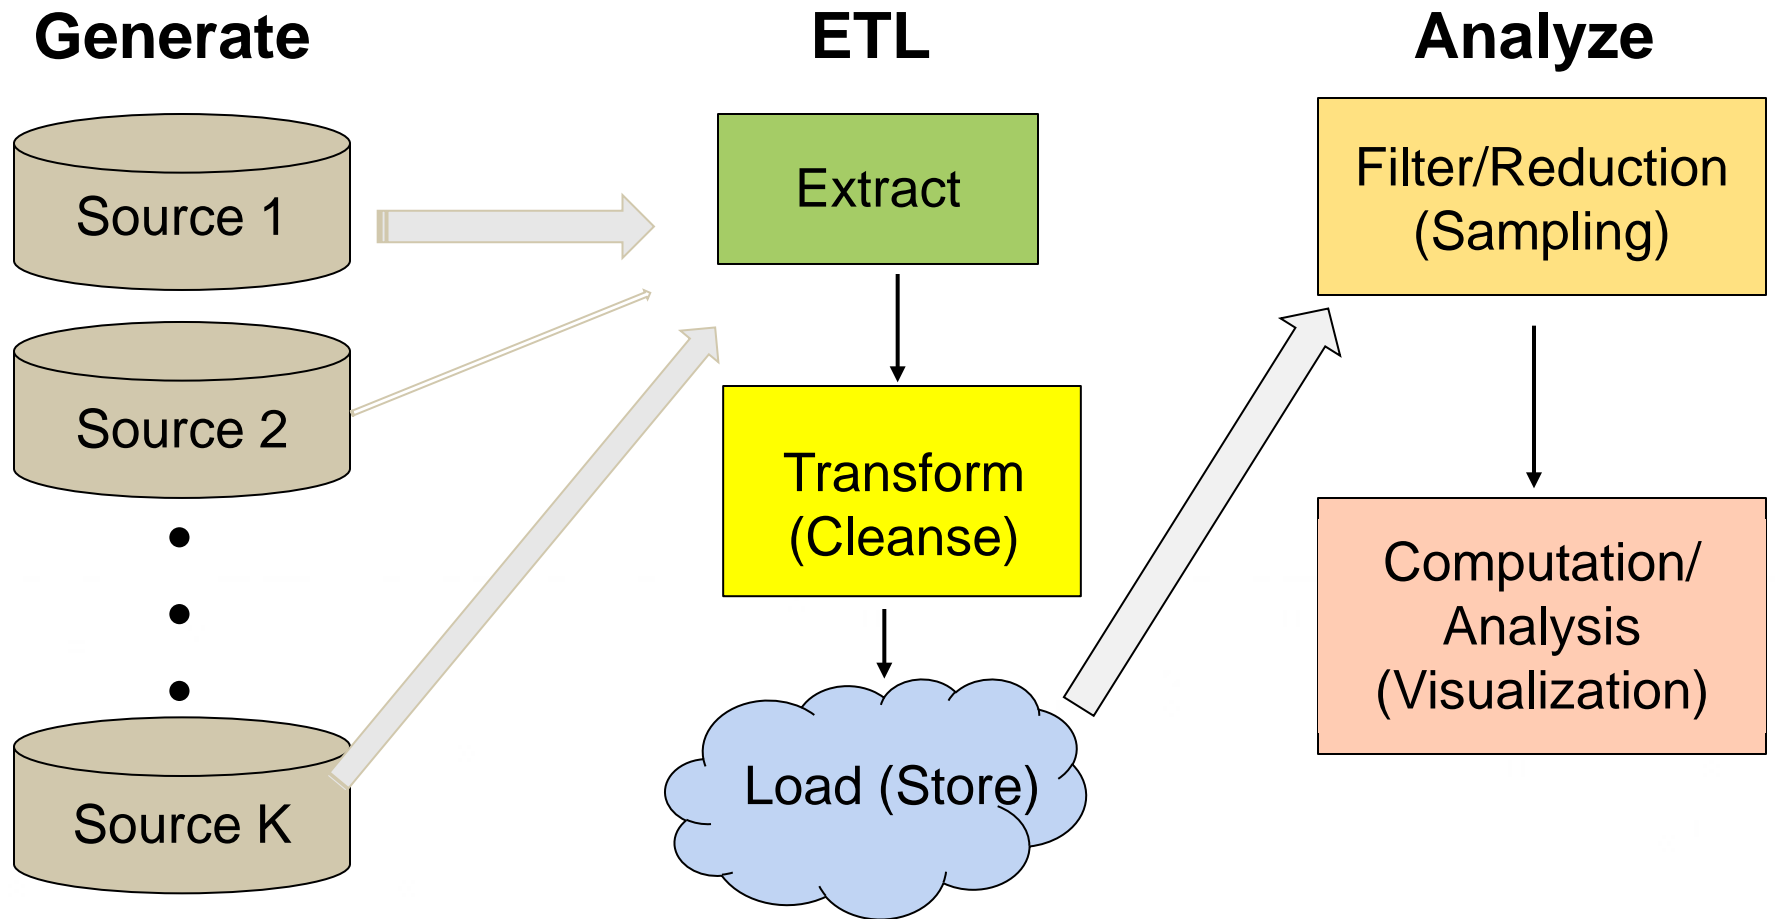 Generate
Source 1
Source 2
Source K
ETL
Extract
Transform
(Cleanse)
Load (Store)
Analyze
Filter/Reduction
(Sampling)
Computation/
Analysis
(Visualization)